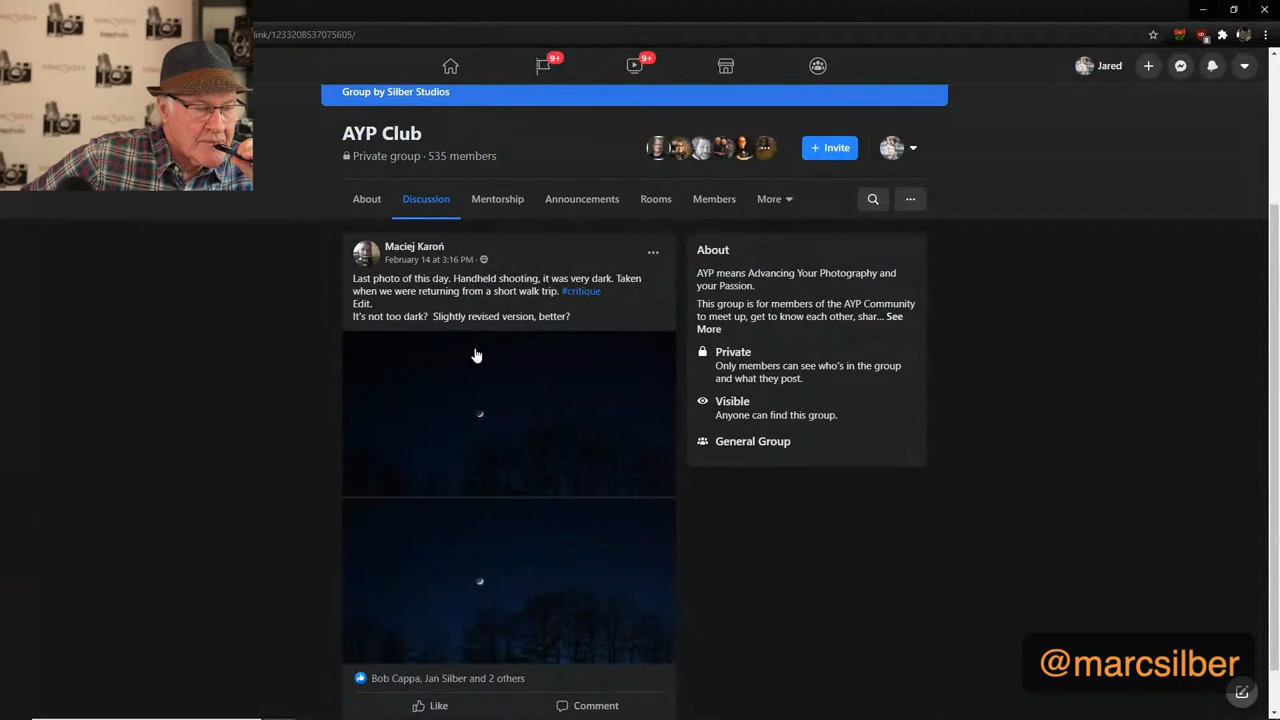 link/1233208537075605/
9+
9+
Jared
Group by Silber Studios
AYP Club
Private group · 535 members
+ Invite
About
Discussion
Mentorship
Announcements
Rooms
Members
More
Maciej Karoń
February 14 at 3:16 PM ·
Last photo of this day. Handheld shooting, it was very dark. Taken
when we were returning from a short walk trip. #critique
Edit.
It's not too dark? Slightly revised version, better?
Bob Cappa, Jan Silber and 2 others
Like
Comment
About
AYP means Advancing Your Photography and
your Passion.
This group is for members of the AYP Community
to meet up, get to know each other, shar... See
More
Private
Only members can see who's in the group
and what they post.
Visible
Anyone can find this group.
General Group
@marcsilber